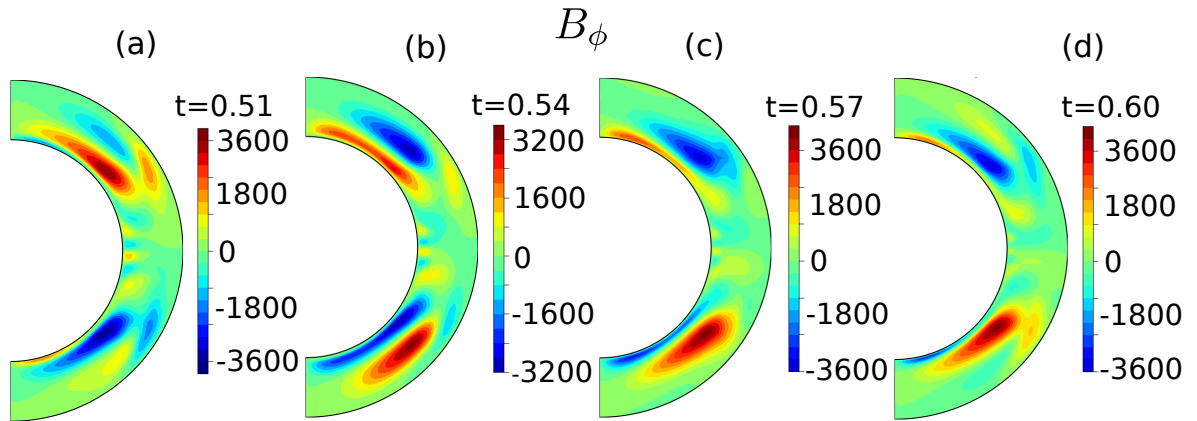 B_ϕ
(a) (b) (c) (d)
t=0.51 t=0.54 t=0.57 t=0.60
3600 3200 3600 3600
1800 1600 1800 1800
0 0 0 0
-1800 -1600 -1800 -1800
-3600 -3200 -3600 -3600